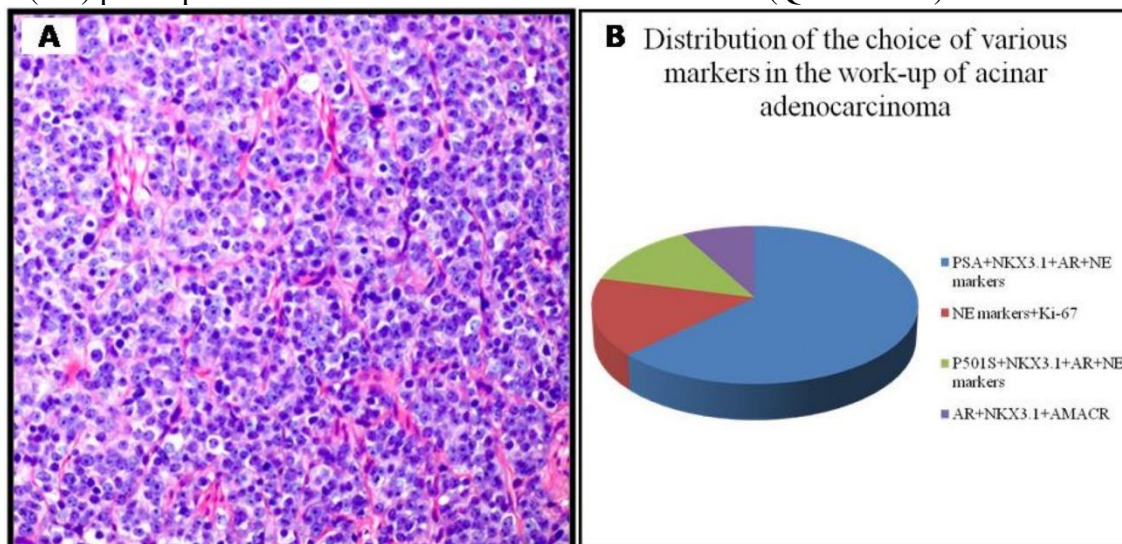 A
B Distribution of the choice of various
markers in the work-up of acinar
adenocarcinoma
PSA+NKX3.1+AR+NE
markers
NE markers+Ki-67
P501S+NKX3.1+AR+NE
markers
AR+NKX3.1+AMACR